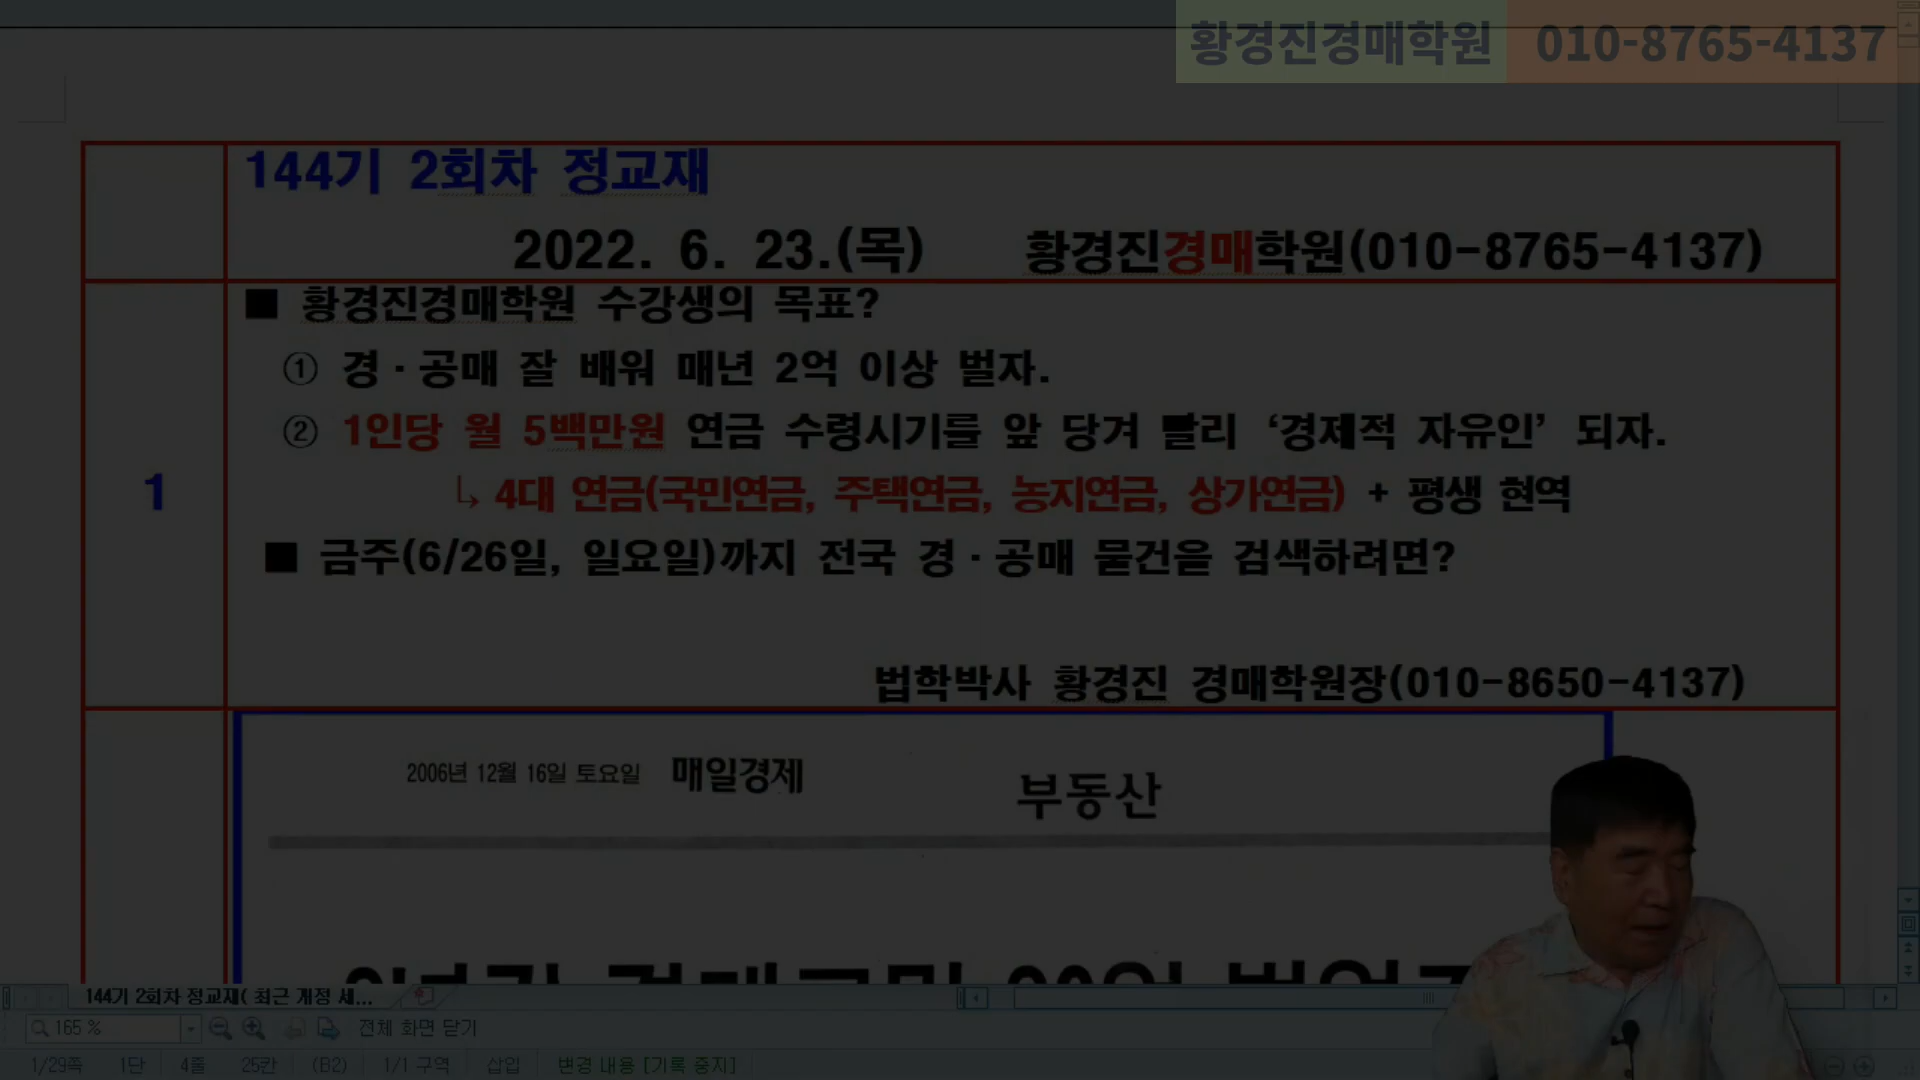 황경진경매학원 010-8765-4137
144기 2회차 정교재
2022. 6. 23.(목) 황경진경매학원(010-8765-4137)
1
■ 황경진경매학원 수강생의 목표?
① 경·공매 잘 배워 매년 2억 이상 벌자.
② 1인당 월 5백만원 연금 수령시기를 앞 당겨 빨리 ‘경제적 자유인’ 되자.
↳ 4대 연금(국민연금, 주택연금, 농지연금, 상가연금) + 평생 현역
■ 금주(6/26일, 일요일)까지 전국 경·공매 물건을 검색하려면?
법학박사 황경진 경매학원장(010-8650-4137)
2006년 12월 16일 토요일 매일경제 부동산
144기 2회차 정교재( 최근 개정 세...
165 % 전체 화면 닫기
1/29쪽 1단 4줄 25칸 (B2) 1/1 구역 삽입 변경 내용 [기록 중지]